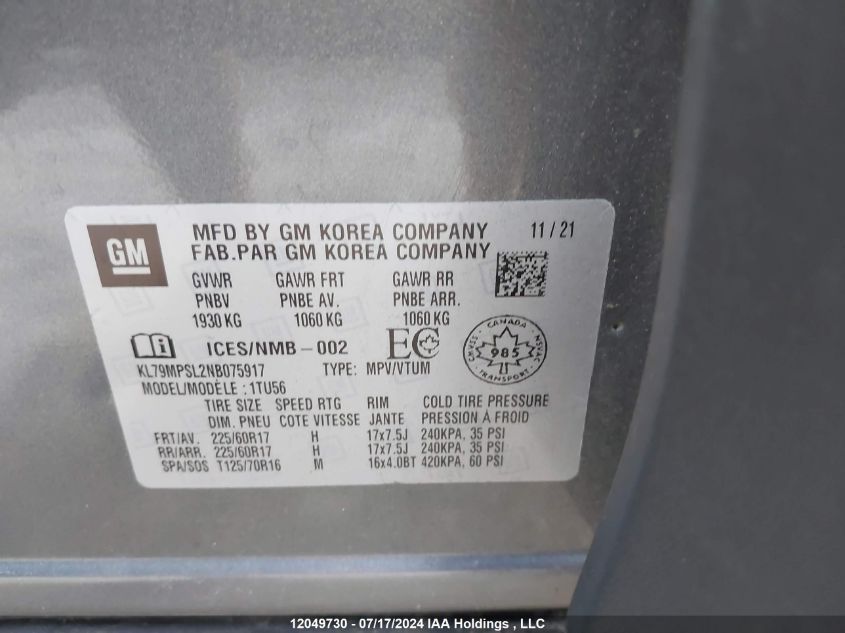 GM
MFD BY GM KOREA COMPANY 11/21
FAB.PAR GM KOREA COMPANY
GVWR GAWR FRT GAWR RR
PNBV PNBE AV. PNBE ARR.
1930 KG 1060 KG 1060 KG
ICES/NMB-002 EC CANADA 985 TRANSPORT CMVSS NSVAC
KL79MPSL2NB075917 TYPE: MPV/VTUM
MODEL/MODÈLE : 1TU56
TIRE SIZE SPEED RTG RIM COLD TIRE PRESSURE
DIM. PNEU COTE VITESSE JANTE PRESSION À FROID
FRT/AV. 225/60R17 H 17x7.5J 240KPA, 35 PSI
RR/ARR. 225/60R17 H 17x7.5J 240KPA, 35 PSI
SPA/SOS T125/70R16 M 16x4.0BT 420KPA, 60 PSI
12049730 - 07/17/2024 IAA Holdings , LLC